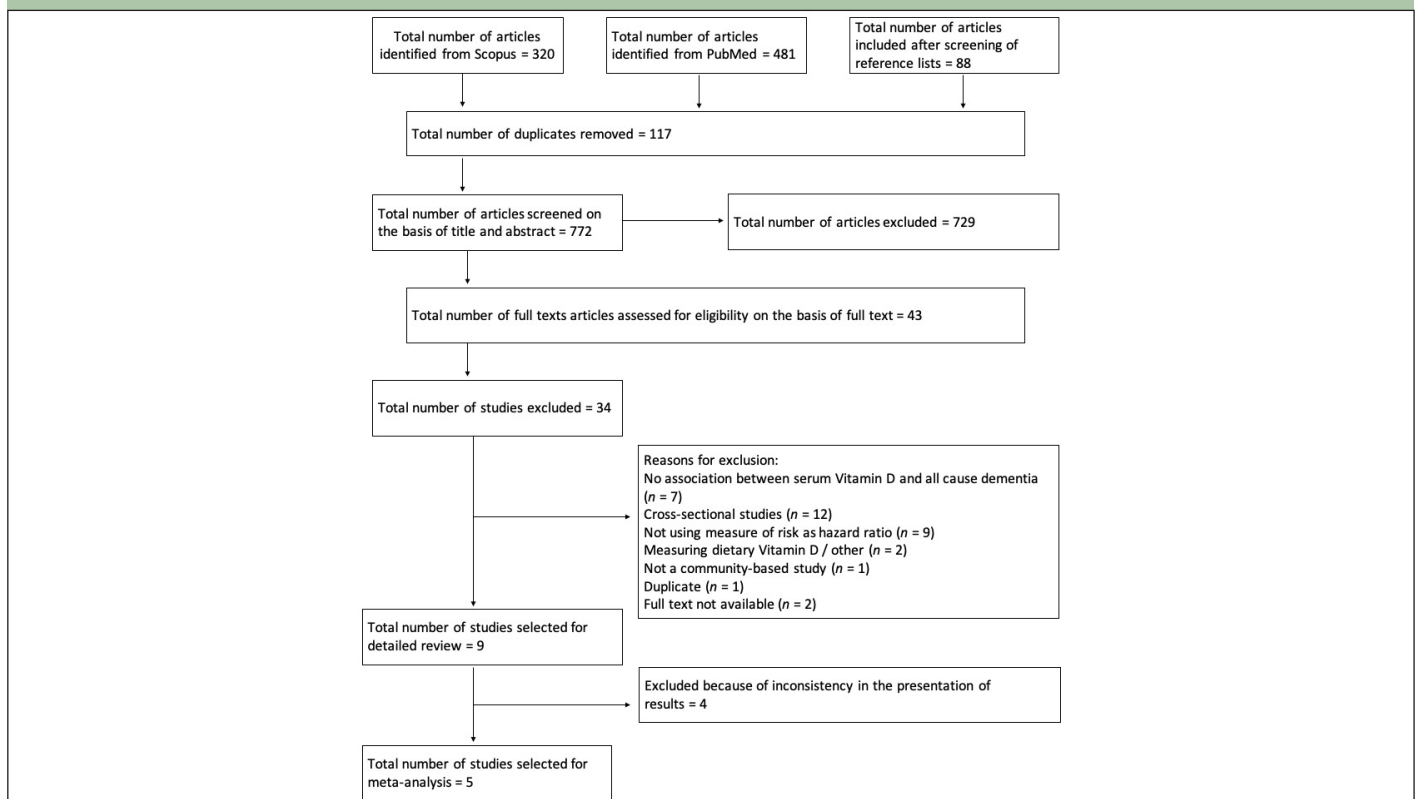 Total number of articles
identified from Scopus = 320
Total number of articles
identified from PubMed = 481
Total number of articles
included after screening of
reference lists = 88
Total number of duplicates removed = 117
Total number of articles screened on
the basis of title and abstract = 772
Total number of articles excluded = 729
Total number of full texts articles assessed for eligibility on the basis of full text = 43
Total number of studies excluded = 34
Reasons for exclusion:
No association between serum Vitamin D and all cause dementia
(n = 7)
Cross-sectional studies (n = 12)
Not using measure of risk as hazard ratio (n = 9)
Measuring dietary Vitamin D / other (n = 2)
Not a community-based study (n = 1)
Duplicate (n = 1)
Full text not available (n = 2)
Total number of studies selected for
detailed review = 9
Excluded because of inconsistency in the presentation of
results = 4
Total number of studies selected for
meta-analysis = 5